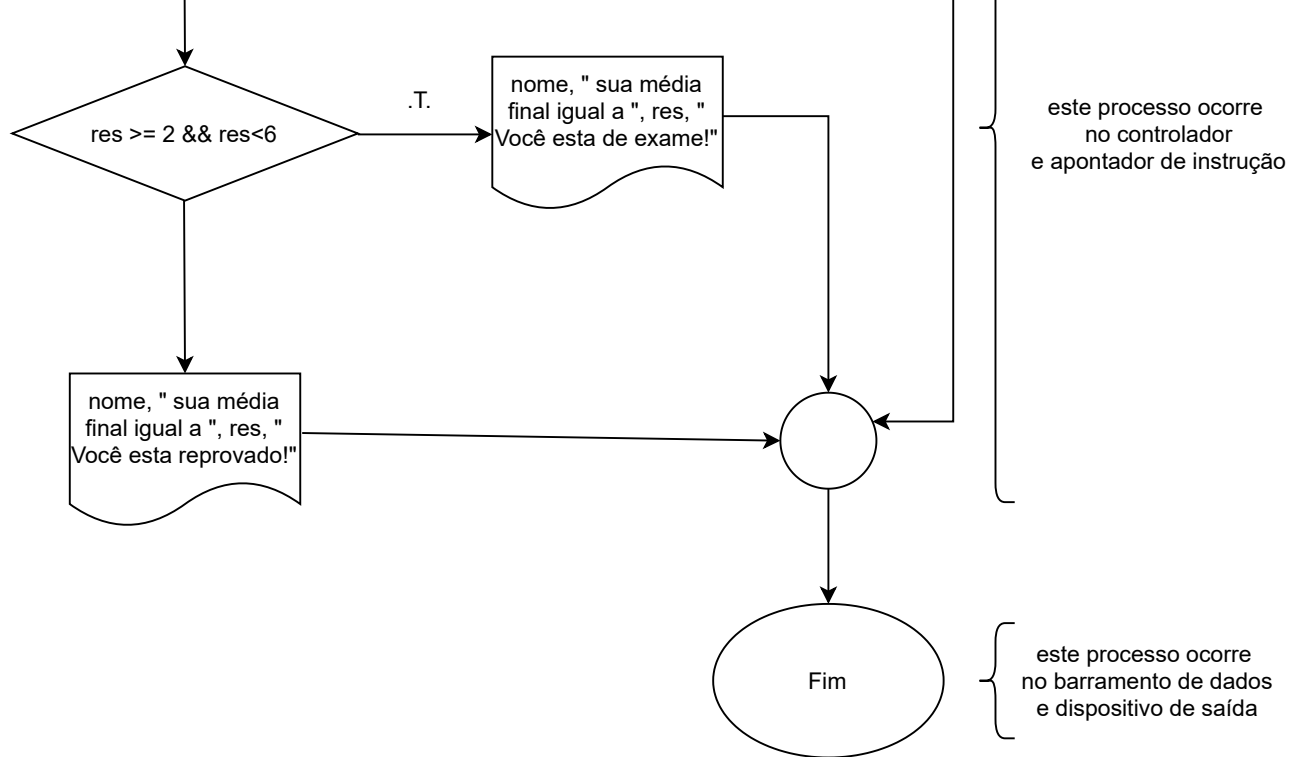 .T.
nome, " sua média
final igual a ", res, "
Você esta de exame!"
res >= 2 && res<6
este processo ocorre
no controlador
e apontador de instrução
nome, " sua média
final igual a ", res, "
Você esta reprovado!"
Fim
este processo ocorre
no barramento de dados
e dispositivo de saída